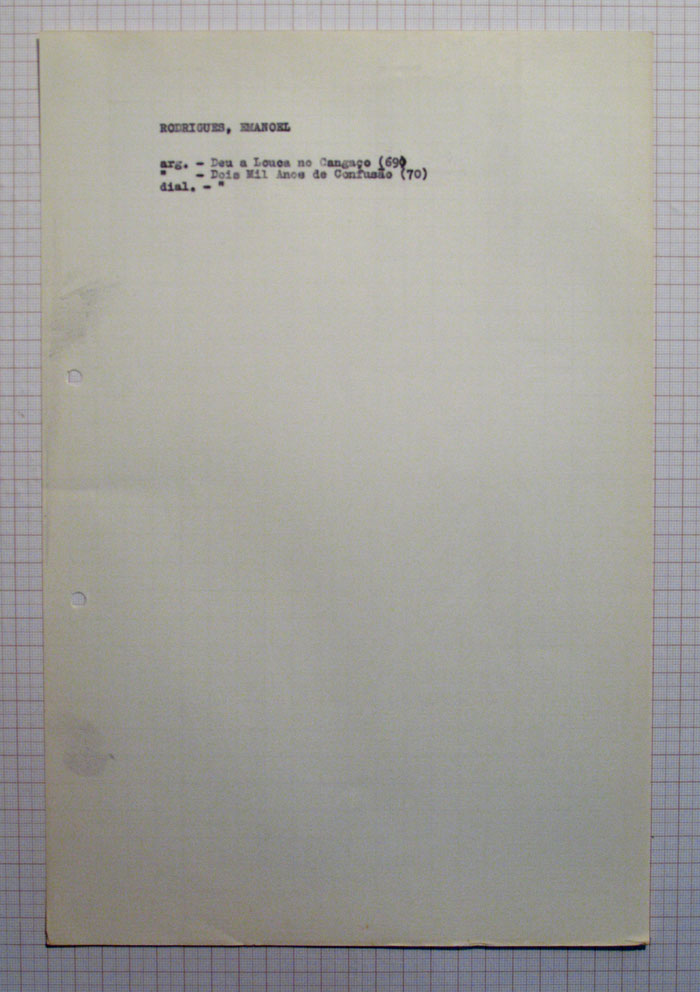 RODRIGUES, EMANOEL
arg. - Deu a Louca no Cangaço (69)
" - Dois Mil Anos de Confusão (70)
dial. - "